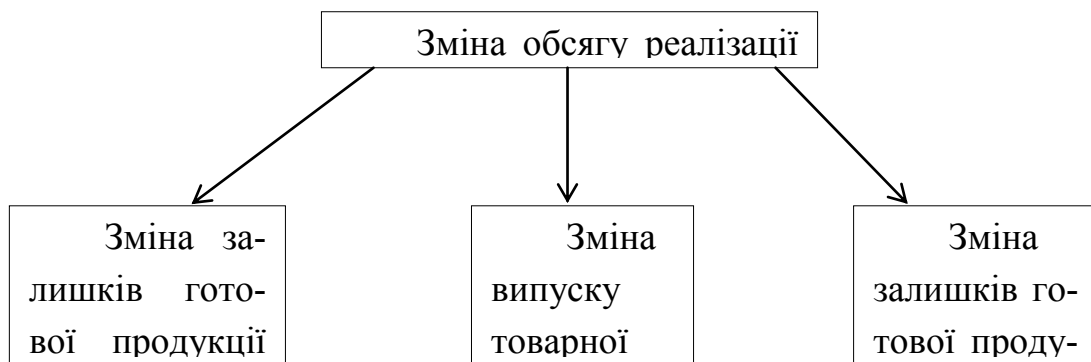 Зміна обсягу реалізації
Зміна за-
лишків гото-
вої продукції
Зміна
випуску
товарної
Зміна
залишків го-
тової проду-